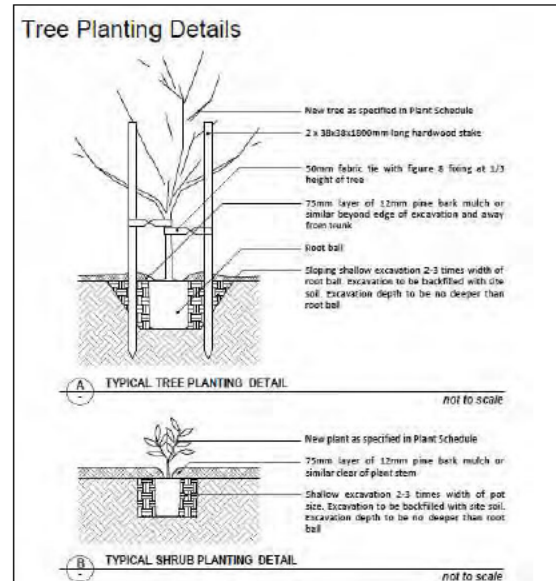 Tree Planting Details
New tree as specified in Plant Schedule
2 x 38x38x1800mm long hardwood stake
50mm fabric tie with figure 8 fixing at 1/3
height of tree
75mm layer of 12mm pine bark mulch or
similar beyond edge of excavation and away
from trunk
Root ball
Sloping shallow excavation 2-3 times width of
root ball. Excavation to be backfilled with site
soil. Excavation depth to be no deeper than
root ball
A
-
TYPICAL TREE PLANTING DETAIL
not to scale
New plant as specified in Plant Schedule
75mm layer of 12mm pine bark mulch or
similar clear of plant stem
Shallow excavation 2-3 times width of pot
size. Excavation to be backfilled with site soil.
Excavation depth to be no deeper than root
ball
B
-
TYPICAL SHRUB PLANTING DETAIL
not to scale